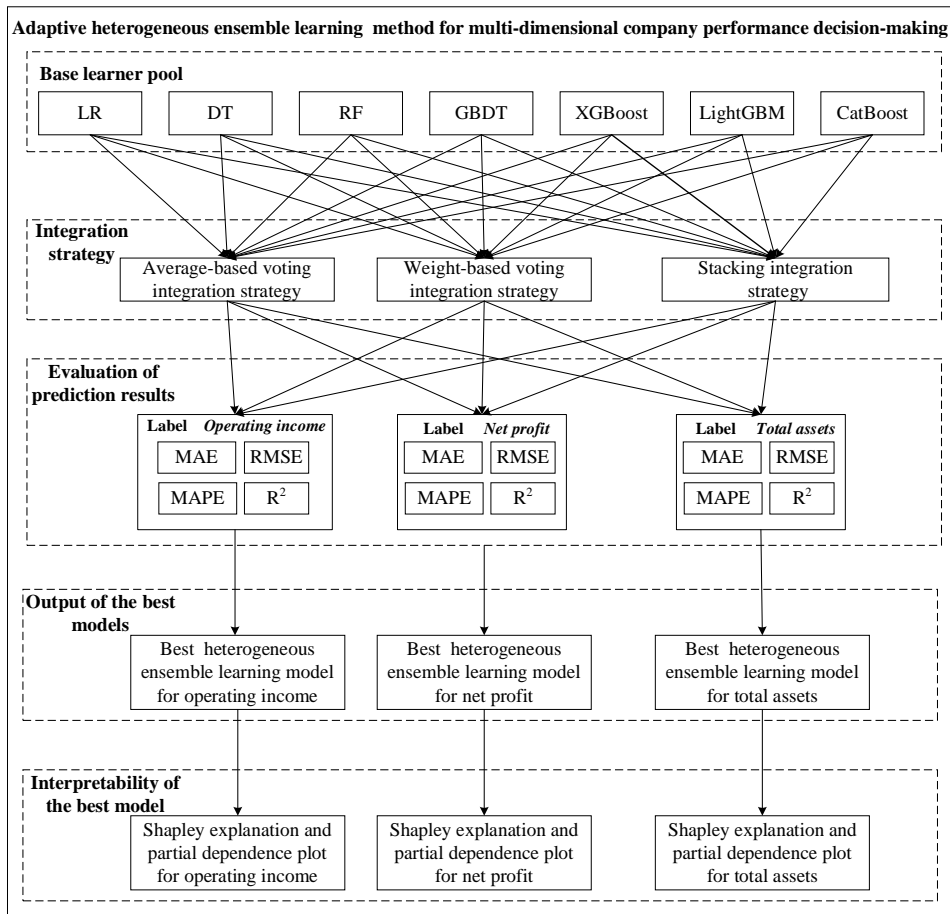 Adaptive heterogeneous ensemble learning method for multi-dimensional company performance decision-making
Base learner pool
LR
DT
RF
GBDT
XGBoost
LightGBM
CatBoost
Integration
strategy
Average-based voting
integration strategy
Weight-based voting
integration strategy
Stacking integration
strategy
Evaluation of
prediction results
Label Operating income
MAE RMSE
MAPE R²
Label Net profit
MAE RMSE
MAPE R²
Label Total assets
MAE RMSE
MAPE R²
Output of the best
models
Best heterogeneous
ensemble learning model
for operating income
Best heterogeneous
ensemble learning model
for net profit
Best heterogeneous
ensemble learning model
for total assets
Interpretability of
the best model
Shapley explanation and
partial dependence plot
for operating income
Shapley explanation and
partial dependence plot
for net profit
Shapley explanation and
partial dependence plot
for total assets